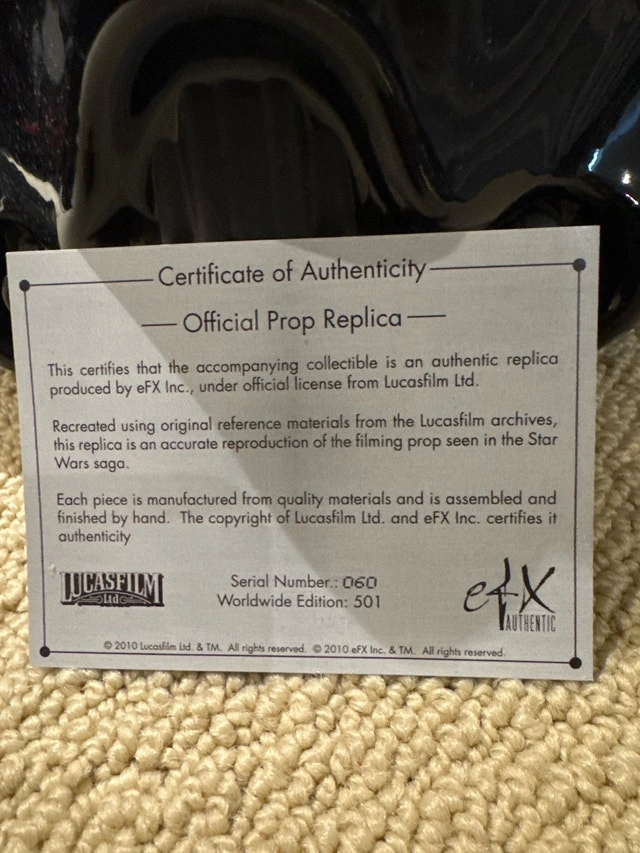 Certificate of Authenticity
Official Prop Replica
This certifies that the accompanying collectible is an authentic replica
produced by eFX Inc., under official license from Lucasfilm Ltd.
Recreated using original reference materials from the Lucasfilm archives,
this replica is an accurate reproduction of the filming prop seen in the Star
Wars saga.
Each piece is manufactured from quality materials and is assembled and
finished by hand. The copyright of Lucasfilm Ltd. and eFX Inc. certifies it
authenticity
LUCASFILM
Ltd
Serial Number.: 060
Worldwide Edition: 501
efX
AUTHENTIC
© 2010 Lucasfilm Ltd. & TM. All rights reserved. © 2010 eFX Inc. & TM. All rights reserved.